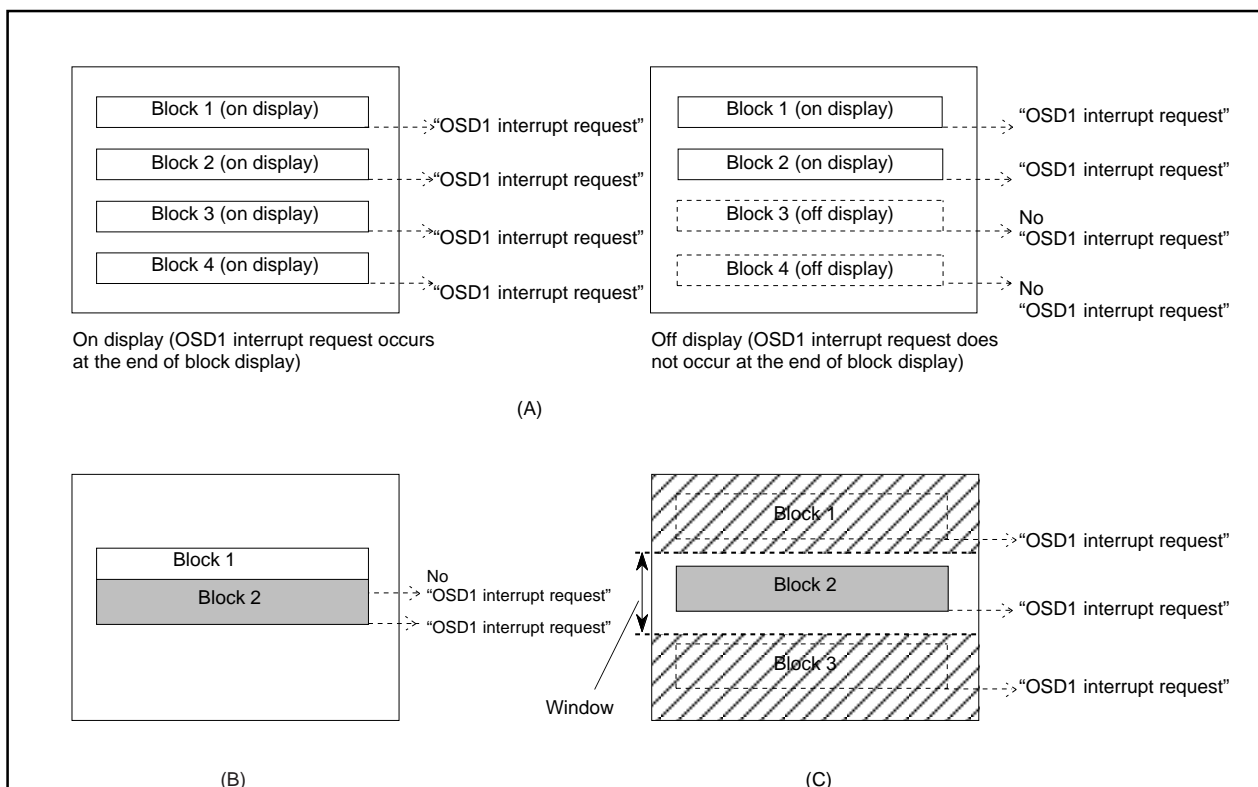 Block 1 (on display)
“OSD1 interrupt request”
Block 2 (on display)
“OSD1 interrupt request”
Block 3 (on display)
“OSD1 interrupt request”
Block 4 (on display)
“OSD1 interrupt request”
On display (OSD1 interrupt request occurs
at the end of block display)
Block 1 (on display)
“OSD1 interrupt request”
Block 2 (on display)
“OSD1 interrupt request”
Block 3 (off display)
No
“OSD1 interrupt request”
Block 4 (off display)
No
“OSD1 interrupt request”
Off display (OSD1 interrupt request does
not occur at the end of block display)
(A)
Block 1
Block 2
No
“OSD1 interrupt request”
“OSD1 interrupt request”
(B)
Block 1
“OSD1 interrupt request”
Block 2
“OSD1 interrupt request”
Block 3
“OSD1 interrupt request”
Window
(C)